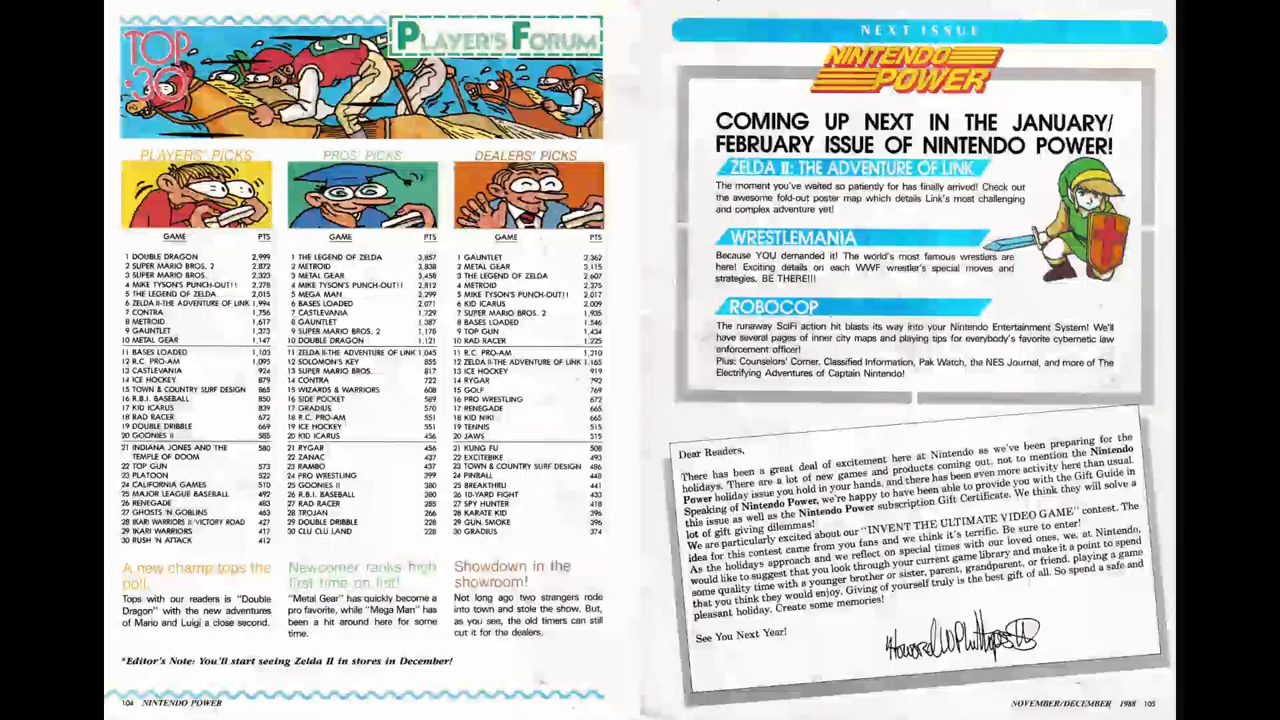 TOP
30
PLAYER'S FORUM
PLAYERS' PICKS
GAME PTS
1 DOUBLE DRAGON 2,999
2 SUPER MARIO BROS. 2 2,872
3 SUPER MARIO BROS. 2,323
4 MIKE TYSON'S PUNCH-OUT!! 2,278
5 THE LEGEND OF ZELDA 2,015
6 ZELDA II-THE ADVENTURE OF LINK 1,994
7 CONTRA 1,756
8 METROID 1,617
9 GAUNTLET 1,373
10 METAL GEAR 1,147
11 BASES LOADED 1,103
12 R.C. PRO-AM 1,095
13 CASTLEVANIA 924
14 ICE HOCKEY 879
15 TOWN & COUNTRY SURF DESIGN 865
16 R.B.I. BASEBALL 850
17 KID ICARUS 839
18 RAD RACER 672
19 DOUBLE DRIBBLE 669
20 GOONIES II 585
21 INDIANA JONES AND THE 580
TEMPLE OF DOOM
22 TOP GUN 573
23 PLATOON 522
24 CALIFORNIA GAMES 510
25 MAJOR LEAGUE BASEBALL 492
26 RENEGADE 483
27 GHOSTS 'N GOBLINS 463
28 IKARI WARRIORS II/VICTORY ROAD 427
29 IKARI WARRIORS 417
30 RUSH 'N ATTACK 412
A new champ tops the
poll.
Tops with our readers is "Double
Dragon" with the new adventures
of Mario and Luigi a close second.
PROS' PICKS
GAME PTS
1 THE LEGEND OF ZELDA 3,857
2 METROID 3,838
3 METAL GEAR 3,458
4 MIKE TYSON'S PUNCH-OUT!! 2,812
5 MEGA MAN 2,299
6 BASES LOADED 2,071
7 CASTLEVANIA 1,729
8 GAUNTLET 1,387
9 SUPER MARIO BROS. 2 1,178
10 DOUBLE DRAGON 1,121
11 ZELDA II-THE ADVENTURE OF LINK 1,045
12 SOLOMON'S KEY 855
13 SUPER MARIO BROS. 817
14 CONTRA 722
15 WIZARDS & WARRIORS 608
16 SIDE POCKET 589
17 GRADIUS 570
18 R.C. PRO-AM 551
19 ICE HOCKEY 551
20 KID ICARUS 456
21 RYGAR 456
22 ZANAC 437
23 RAMBO 437
24 PRO WRESTLING 399
25 GOONIES II 380
26 R.B.I. BASEBALL 380
27 RAD RACER 285
28 TROJAN 266
29 DOUBLE DRIBBLE 228
30 CLU CLU LAND 228
Newcomer ranks high
first time on list!
"Metal Gear" has quickly become a
pro favorite, while "Mega Man" has
been a hit around here for some
time.
DEALERS' PICKS
GAME PTS
1 GAUNTLET 3,362
2 METAL GEAR 3,115
3 THE LEGEND OF ZELDA 2,607
4 METROID 2,375
5 MIKE TYSON'S PUNCH-OUT!! 2,017
6 KID ICARUS 2,009
7 SUPER MARIO BROS. 2 1,935
8 BASES LOADED 1,546
9 TOP GUN 1,434
10 RAD RACER 1,225
11 R.C. PRO-AM 1,210
12 ZELDA II-THE ADVENTURE OF LINK 1,165
13 ICE HOCKEY 919
14 RYGAR 792
15 GOLF 769
16 PRO WRESTLING 672
17 RENEGADE 665
18 KID NIKI 665
19 TENNIS 515
20 JAWS 515
21 KUNG FU 508
22 EXCITEBIKE 493
23 TOWN & COUNTRY SURF DESIGN 486
24 PINBALL 448
25 BREAKTHRU 441
26 10-YARD FIGHT 433
27 SPY HUNTER 418
28 KARATE KID 396
29 GUN. SMOKE 396
30 GRADIUS 374
Showdown in the
showroom!
Not long ago two strangers rode
into town and stole the show. But,
as you see, the old timers can still
cut it for the dealers.
*Editor's Note: You'll start seeing Zelda II in stores in December!
104 NINTENDO POWER
NEXT ISSUE
NINTENDO
POWER
COMING UP NEXT IN THE JANUARY/
FEBRUARY ISSUE OF NINTENDO POWER!
ZELDA II: THE ADVENTURE OF LINK
The moment you've waited so patiently for has finally arrived! Check out
the awesome fold-out poster map which details Link's most challenging
and complex adventure yet!
WRESTLEMANIA
Because YOU demanded it! The world's most famous wrestlers are
here! Exciting details on each WWF wrestler's special moves and
strategies. BE THERE!!!
ROBOCOP
The runaway SciFi action hit blasts its way into your Nintendo Entertainment System! We'll
have several pages of inner city maps and playing tips for everybody's favorite cybernetic law
enforcement officer!
Plus: Counselors' Corner, Classified Information, Pak Watch, the NES Journal, and more of The
Electrifying Adventures of Captain Nintendo!
Dear Readers,
There has been a great deal of excitement here at Nintendo as we've been preparing for the
holidays. There are a lot of new games and products coming out, not to mention the Nintendo
Power holiday issue you hold in your hands, and there has been even more activity here than usual.
Speaking of Nintendo Power, we're happy to have been able to provide you with the Gift Guide in
this issue as well as the Nintendo Power subscription Gift Certificate. We think they will solve a
lot of gift giving dilemmas!
We are particularly excited about our "INVENT THE ULTIMATE VIDEO GAME" contest. The
idea for this contest came from you fans and we think it's terrific. Be sure to enter!
As the holidays approach and we reflect on special times with our loved ones, we, at Nintendo,
would like to suggest that you look through your current game library and make it a point to spend
some quality time with a younger brother or sister, parent, grandparent, or friend, playing a game
that you think they would enjoy. Giving of yourself truly is the best gift of all. So spend a safe and
pleasant holiday. Create some memories!
See You Next Year!
Howard W Phillips
NOVEMBER/DECEMBER 1988 105